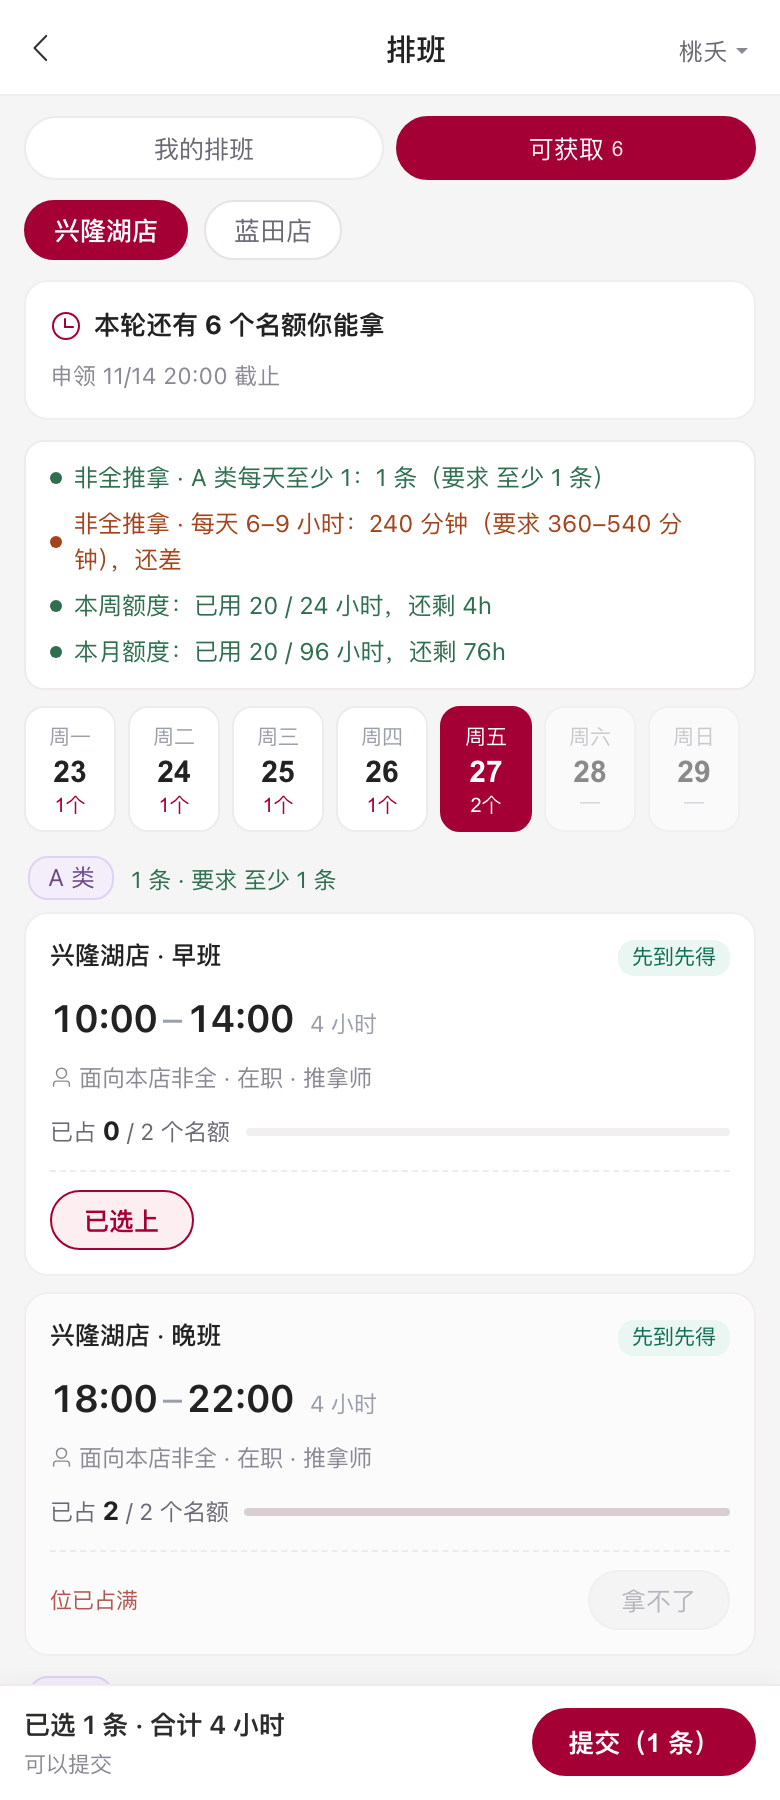 排班
桃夭
我的排班
可获取 6
兴隆湖店
蓝田店
本轮还有 6 个名额你能拿
申领 11/14 20:00 截止
非全推拿 · A 类每天至少 1：1 条（要求 至少 1 条）
非全推拿 · 每天 6–9 小时：240 分钟（要求 360–540 分
钟），还差
本周额度：已用 20 / 24 小时，还剩 4h
本月额度：已用 20 / 96 小时，还剩 76h
周一 周二 周三 周四 周五 周六 周日
23 24 25 26 27 28 29
1个 1个 1个 1个 2个 — —
A 类 1 条 · 要求 至少 1 条
兴隆湖店 · 早班 先到先得
10:00 – 14:00 4 小时
面向本店非全 · 在职 · 推拿师
已占 0 / 2 个名额
已选上
兴隆湖店 · 晚班 先到先得
18:00 – 22:00 4 小时
面向本店非全 · 在职 · 推拿师
已占 2 / 2 个名额
位已占满 拿不了
已选 1 条 · 合计 4 小时
可以提交
提交（1 条）